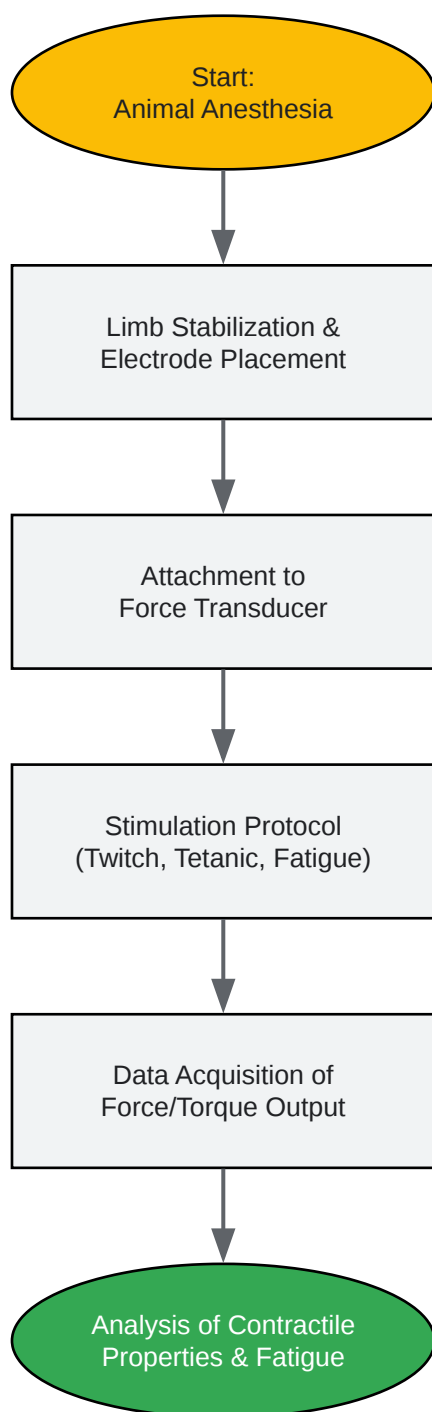 Start:
Animal Anesthesia
Limb Stabilization &
Electrode Placement
Attachment to
Force Transducer
Stimulation Protocol
(Twitch, Tetanic, Fatigue)
Data Acquisition of
Force/Torque Output
Analysis of Contractile
Properties & Fatigue